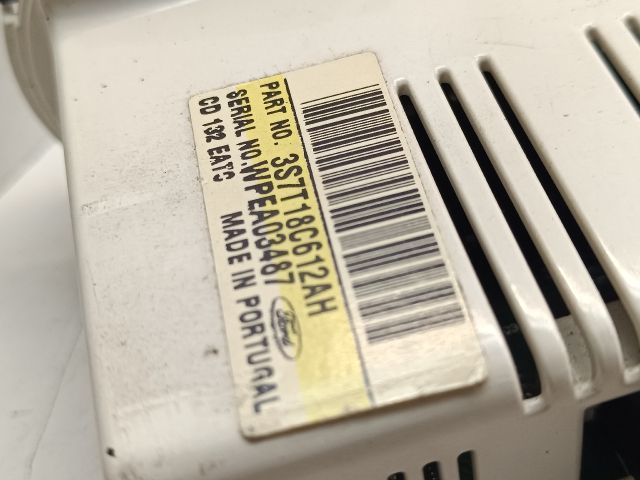 PART NO. 3S7T18C612AH
SERIAL NO.WPEA03487
CD 132 EATC MADE IN PORTUGAL
Ford